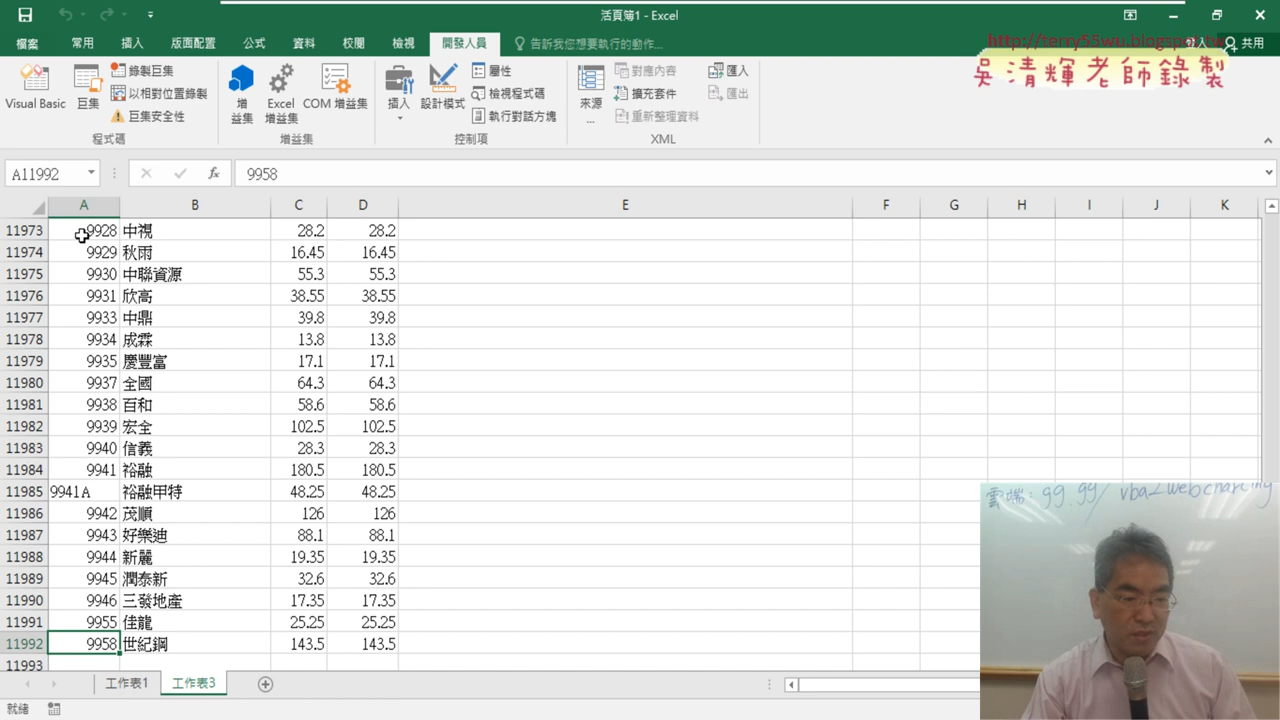 活頁簿1 - Excel
登入 共用
http://terry55wu.blogspot.tw
吳清輝老師錄製
檔案 常用 插入 版面配置 公式 資料 校閱 檢視 開發人員 告訴我您想要執行的動作...
Visual Basic 巨集 錄製巨集 以相對位置錄製 巨集安全性 程式碼
增益集 Excel 增益集 COM 增益集 增益集
插入 設計模式 屬性 檢視程式碼 執行對話方塊 控制項
來源... 對應內容 擴充套件 重新整理資料 匯入 匯出 XML
A11992 fx 9958
A B C D E F G H I J K
11973 9928 中視 28.2 28.2
11974 9929 秋雨 16.45 16.45
11975 9930 中聯資源 55.3 55.3
11976 9931 欣高 38.55 38.55
11977 9933 中鼎 39.8 39.8
11978 9934 成霖 13.8 13.8
11979 9935 慶豐富 17.1 17.1
11980 9937 全國 64.3 64.3
11981 9938 百和 58.6 58.6
11982 9939 宏全 102.5 102.5
11983 9940 信義 28.3 28.3
11984 9941 裕融 180.5 180.5
11985 9941A 裕融甲特 48.25 48.25
11986 9942 茂順 126 126
11987 9943 好樂迪 88.1 88.1
11988 9944 新麗 19.35 19.35
11989 9945 潤泰新 32.6 32.6
11990 9946 三發地產 17.35 17.35
11991 9955 佳龍 25.25 25.25
11992 9958 世紀鋼 143.5 143.5
11993
雲端: gg.gg/vba-webcharling
工作表1 工作表3
就緒